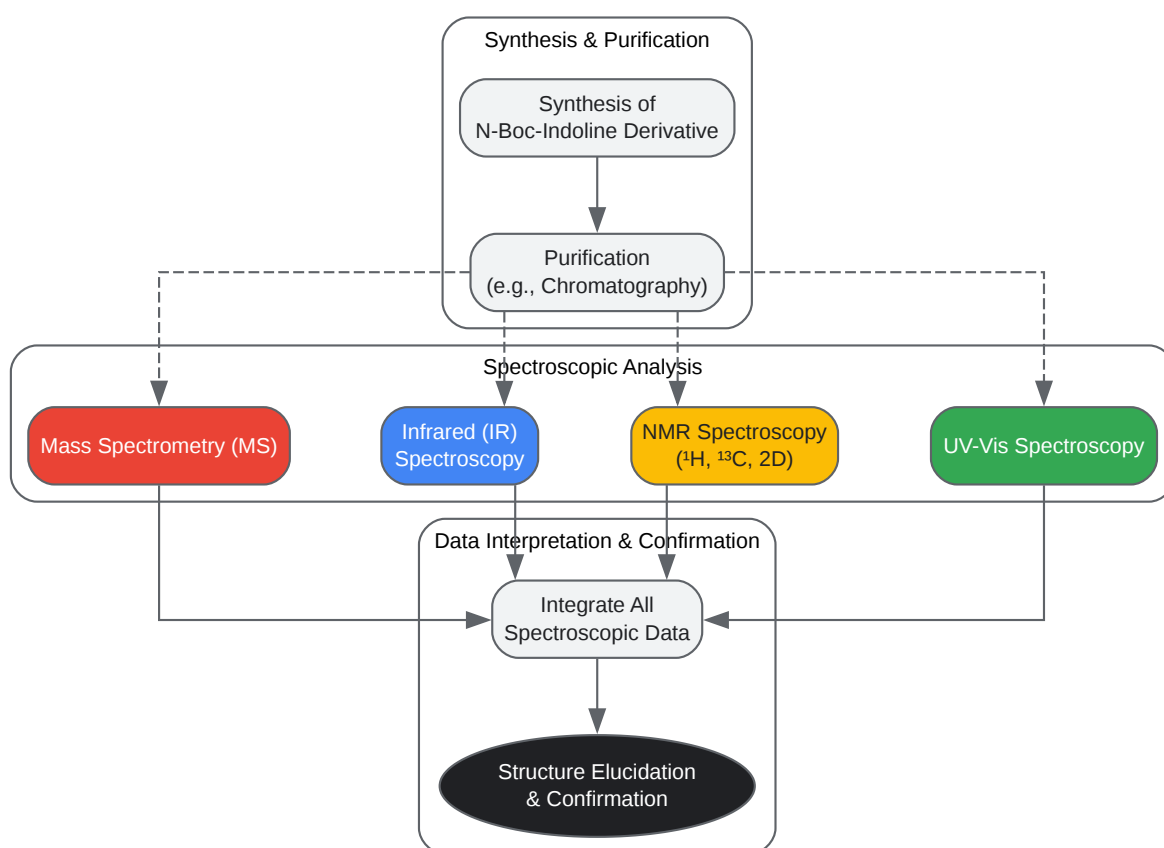 Synthesis & Purification
Synthesis of
N-Boc-Indoline Derivative
Purification
(e.g., Chromatography)
Spectroscopic Analysis
Mass Spectrometry (MS)
Infrared (IR)
Spectroscopy
NMR Spectroscopy
(¹H, ¹³C, 2D)
UV-Vis Spectroscopy
Data Interpretation & Confirmation
Integrate All
Spectroscopic Data
Structure Elucidation
& Confirmation